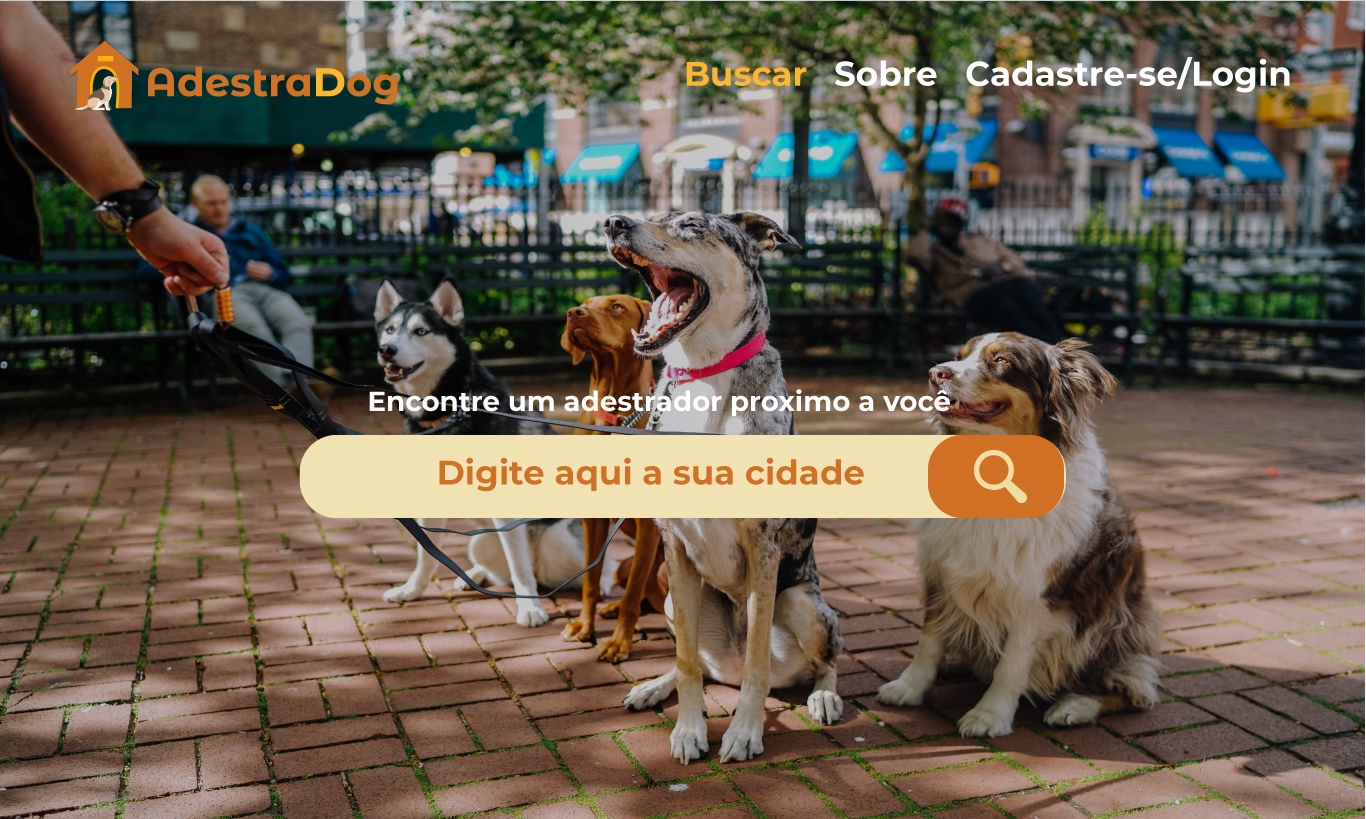 AdestraDog
Buscar Sobre Cadastre-se/Login
Encontre um adestrador proximo a você
Digite aqui a sua cidade